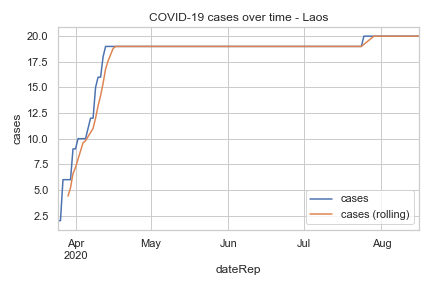 COVID-19 cases over time - Laos
20.0
17.5
15.0
12.5
10.0
7.5
5.0
2.5
cases
cases
cases (rolling)
Apr May Jun Jul Aug
2020
dateRep